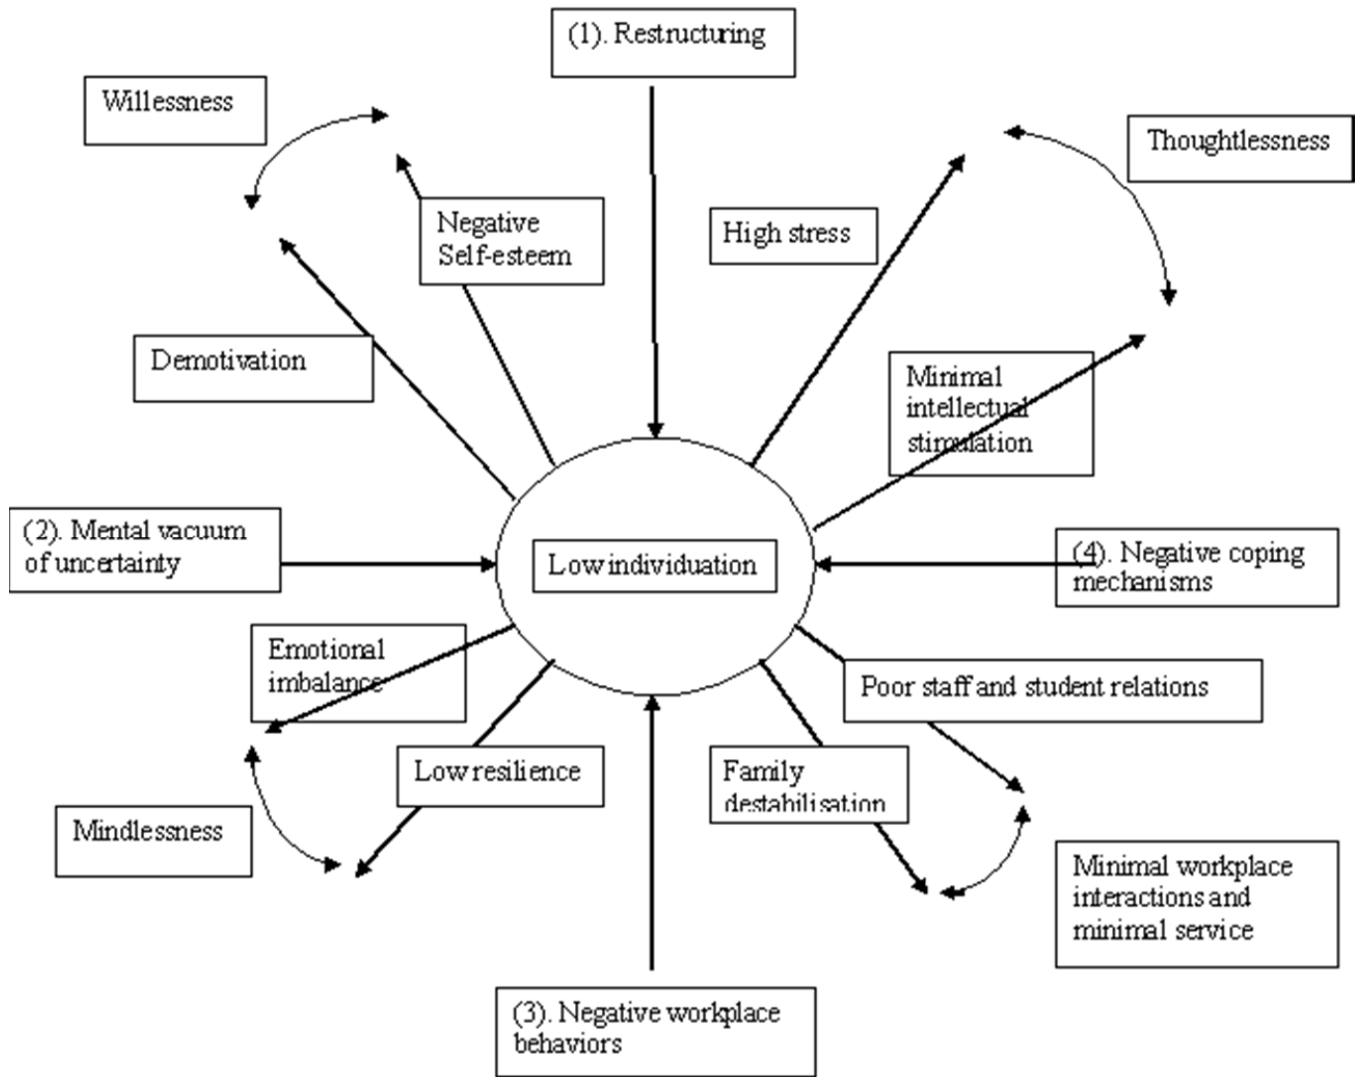 (1). Restructuring
Willessness
Thoughtlessness
Negative
Self-esteem
High stress
Demotivation
Minimal
intellectual
stimulation
(2). Mental vacuum
of uncertainty
Low individuation
(4). Negative coping
mechanisms
Emotional
imbalance
Poor staff and student relations
Low resilience
Family
destabilisation
Mindlessness
Minimal workplace
interactions and
minimal service
(3). Negative workplace
behaviors